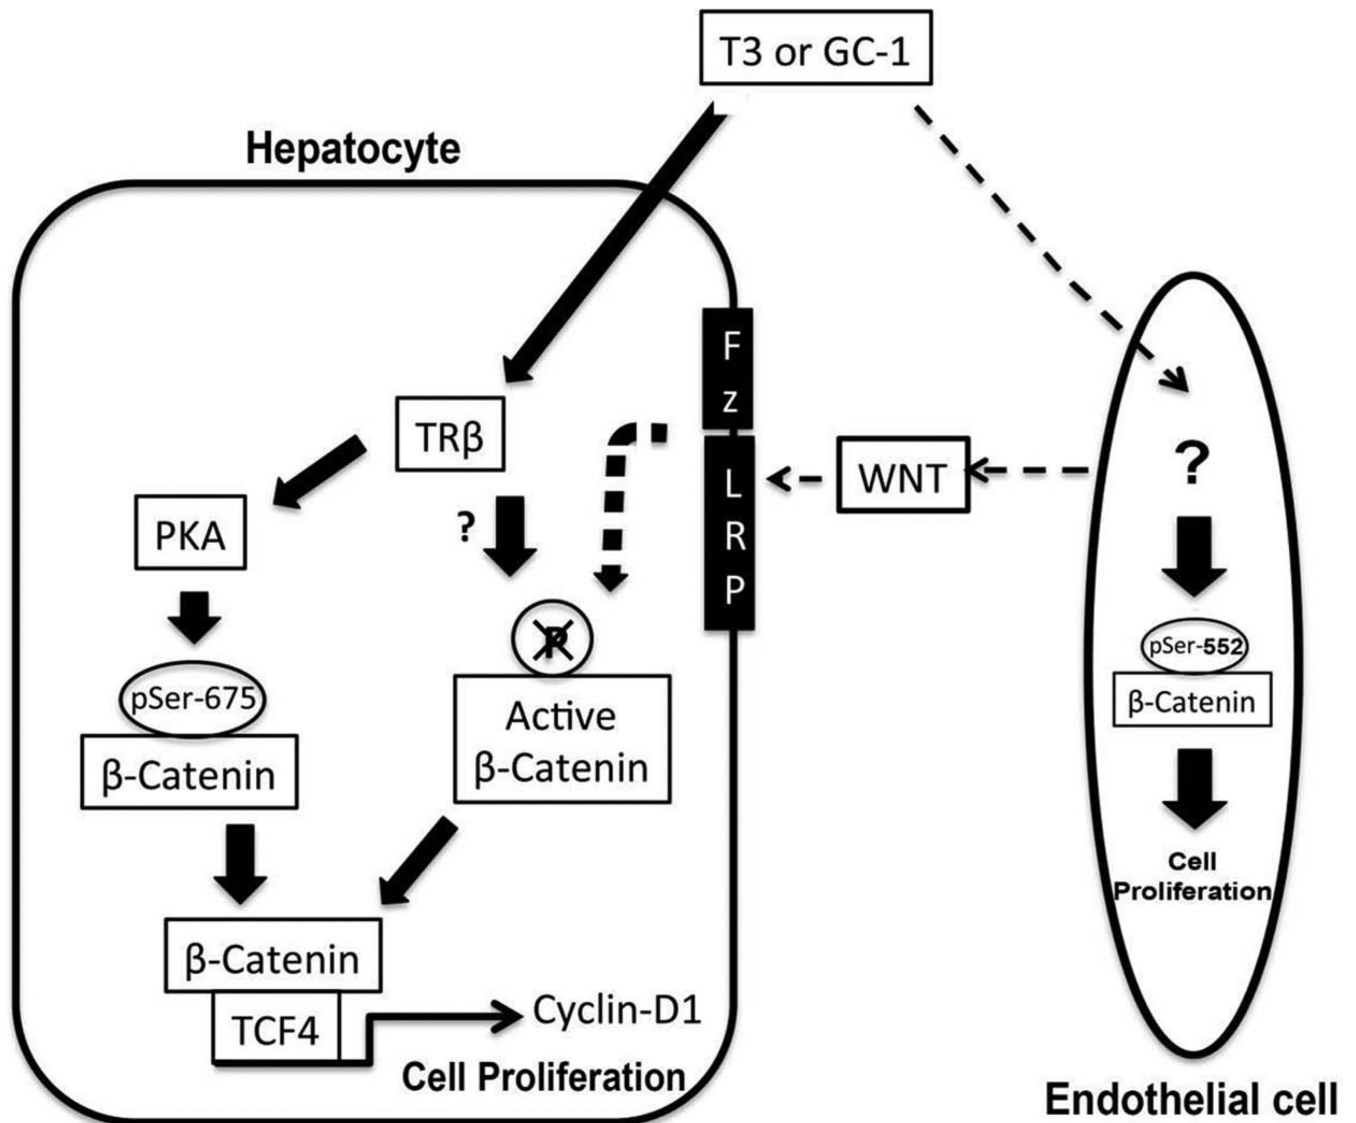 T3 or GC-1
Hepatocyte
F
z
L
R
P
TRβ
?
WNT
?
PKA
P
pSer-675
β-Catenin
Active
β-Catenin
pSer-552
β-Catenin
Cell
Proliferation
β-Catenin
TCF4
Cyclin-D1
Cell Proliferation
Endothelial cell